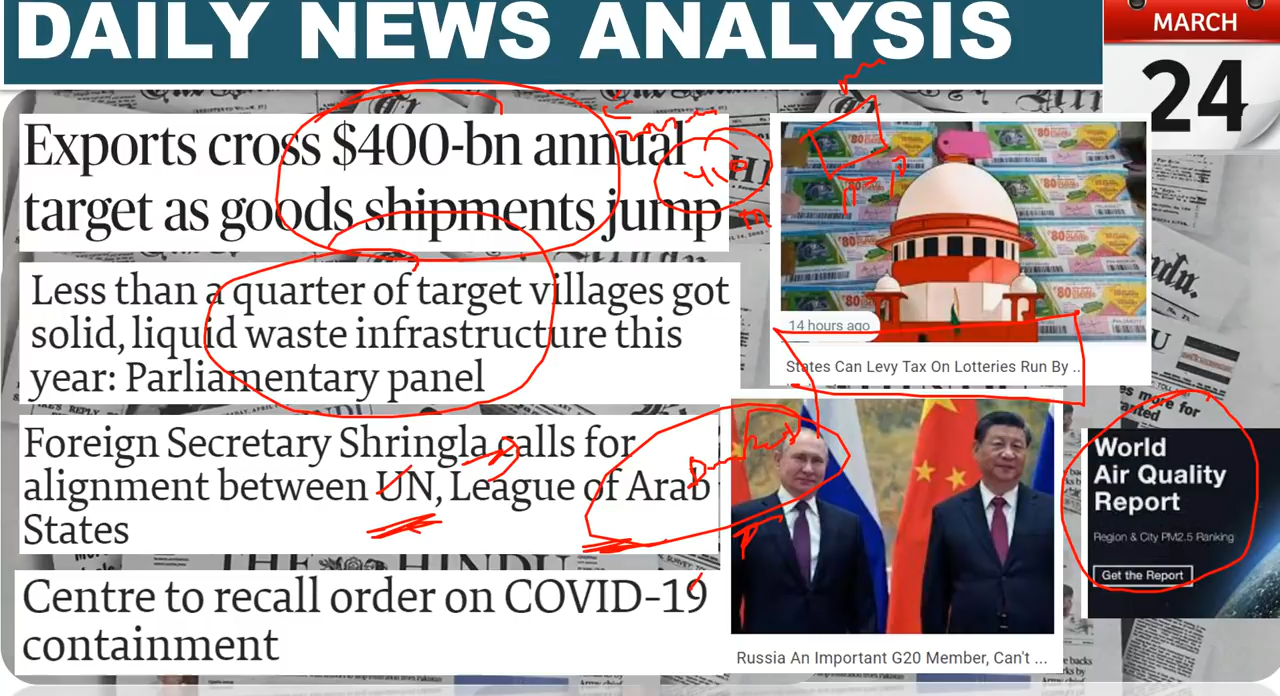 DAILY NEWS ANALYSIS
MARCH
24
Exports cross $400-bn annual
target as goods shipments jump
Less than a quarter of target villages got
solid, liquid waste infrastructure this
year: Parliamentary panel
Foreign Secretary Shringla calls for
alignment between UN, League of Arab
States
THE HINDU
Centre to recall order on COVID-19
containment
14 hours ago
States Can Levy Tax On Lotteries Run By ...
Russia An Important G20 Member, Can't ...
World
Air Quality
Report
Region & City PM2.5 Ranking
Get the Report